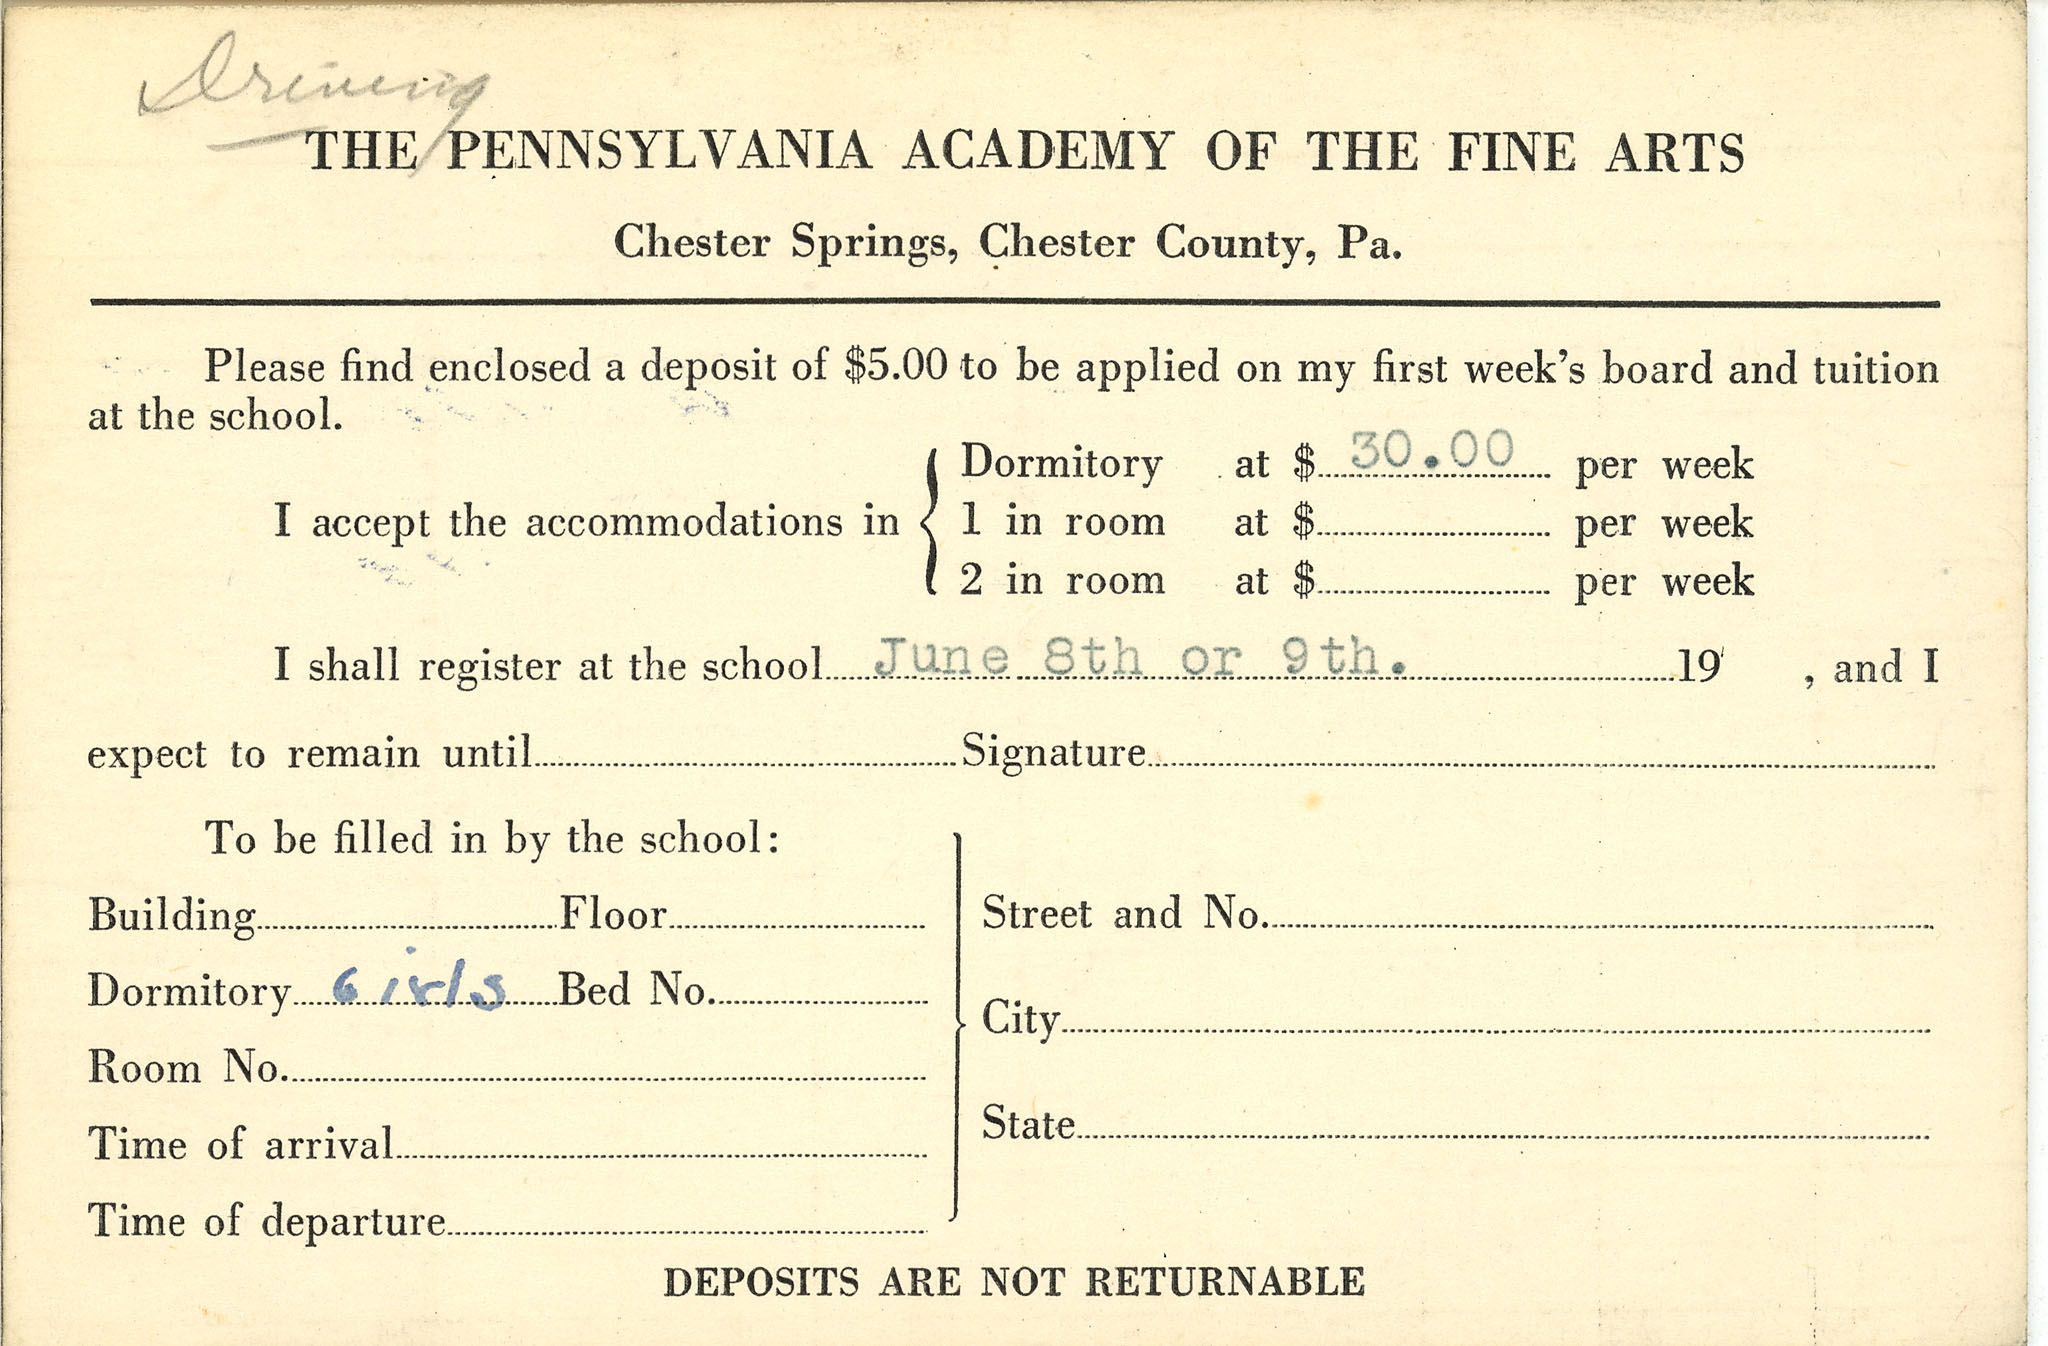 Driving
THE PENNSYLVANIA ACADEMY OF THE FINE ARTS
Chester Springs, Chester County, Pa.
Please find enclosed a deposit of $5.00 to be applied on my first week's board and tuition
at the school.
Dormitory at $ 30.00 per week
I accept the accommodations in 1 in room at $ per week
2 in room at $ per week
I shall register at the school June 8th or 9th. 19 , and I
expect to remain until Signature
To be filled in by the school:
Building Floor Street and No.
Dormitory Girls Bed No.
City
Room No.
State
Time of arrival
Time of departure
DEPOSITS ARE NOT RETURNABLE